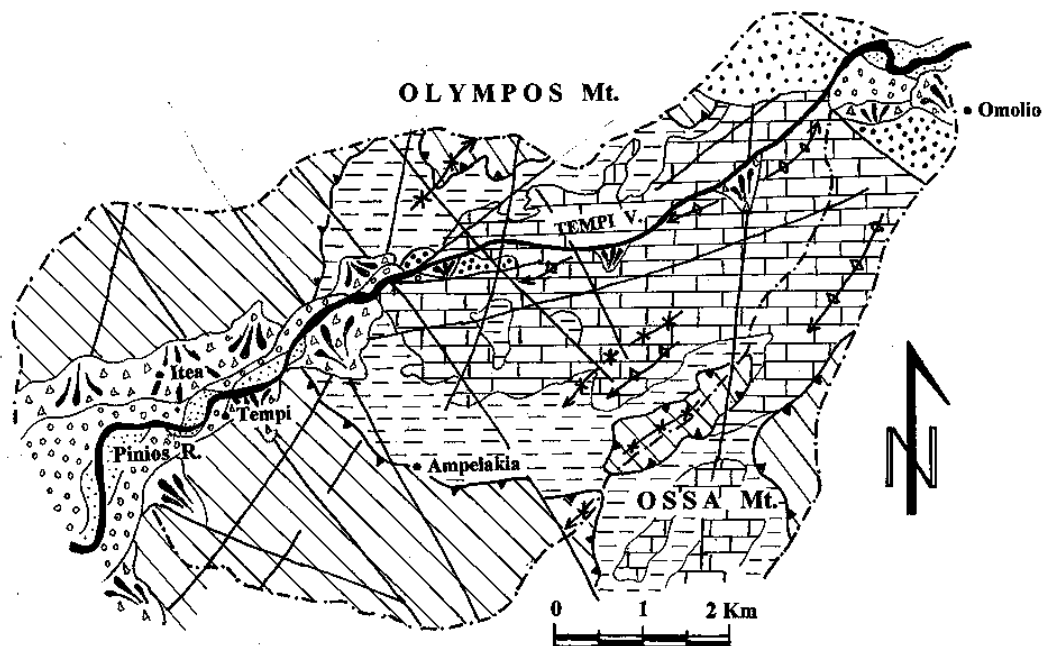 OLYMPOS Mt.
Omolio
TEMPI V.
Itea
Tempi
Pinios R.
Ampelakia
OSSA Mt.
N
0 1 2 Km